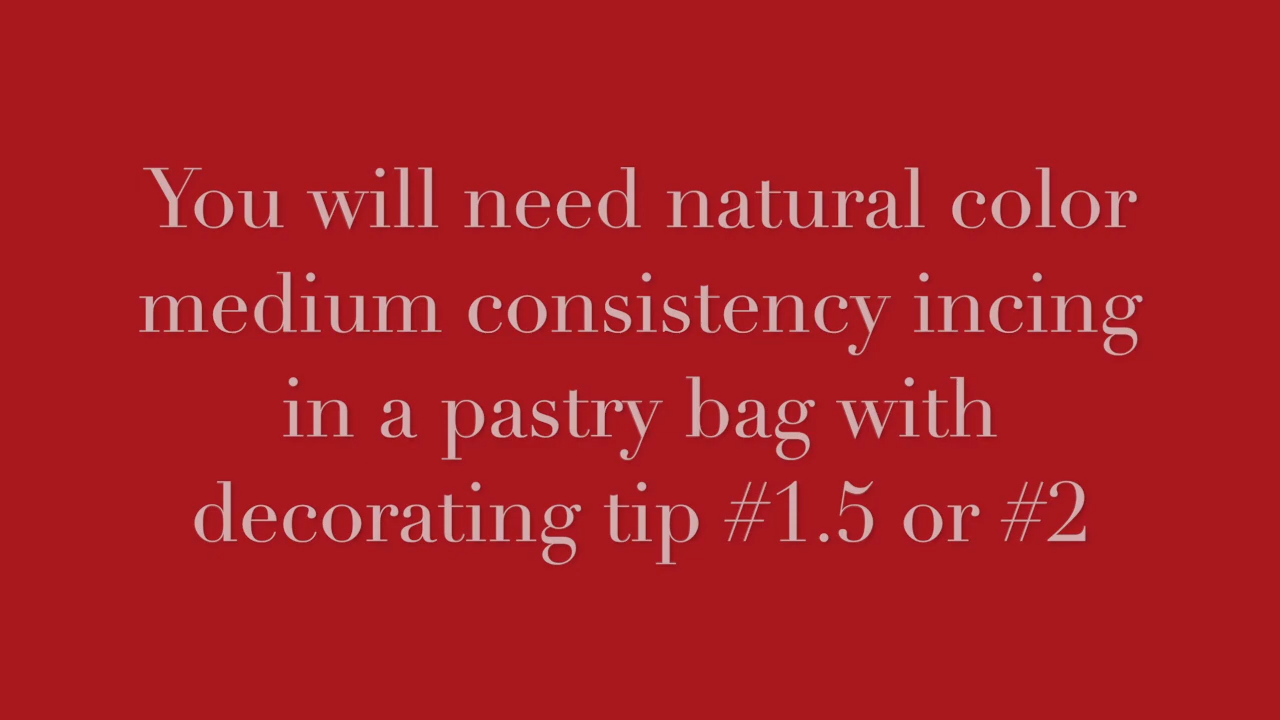 You will need natural color
medium consistency incing
in a pastry bag with
decorating tip #1.5 or #2